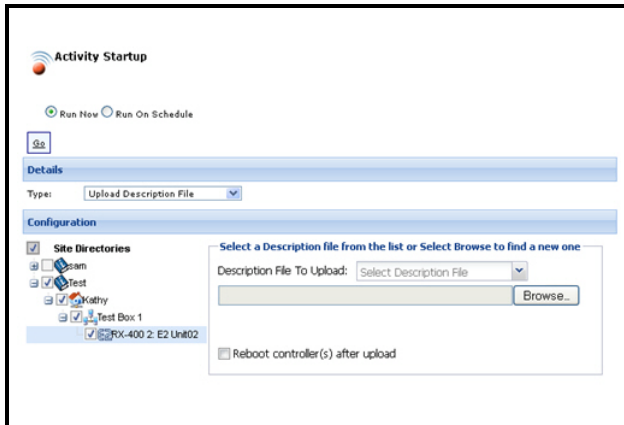 Activity Startup
Run Now Run On Schedule
Go
Details
Type: Upload Description File
Configuration
Site Directories
sam
Test
Kathy
Test Box 1
RX-400 2: E2 Unit02
Select a Description file from the list or Select Browse to find a new one
Description File To Upload: Select Description File
Browse..
Reboot controller(s) after upload